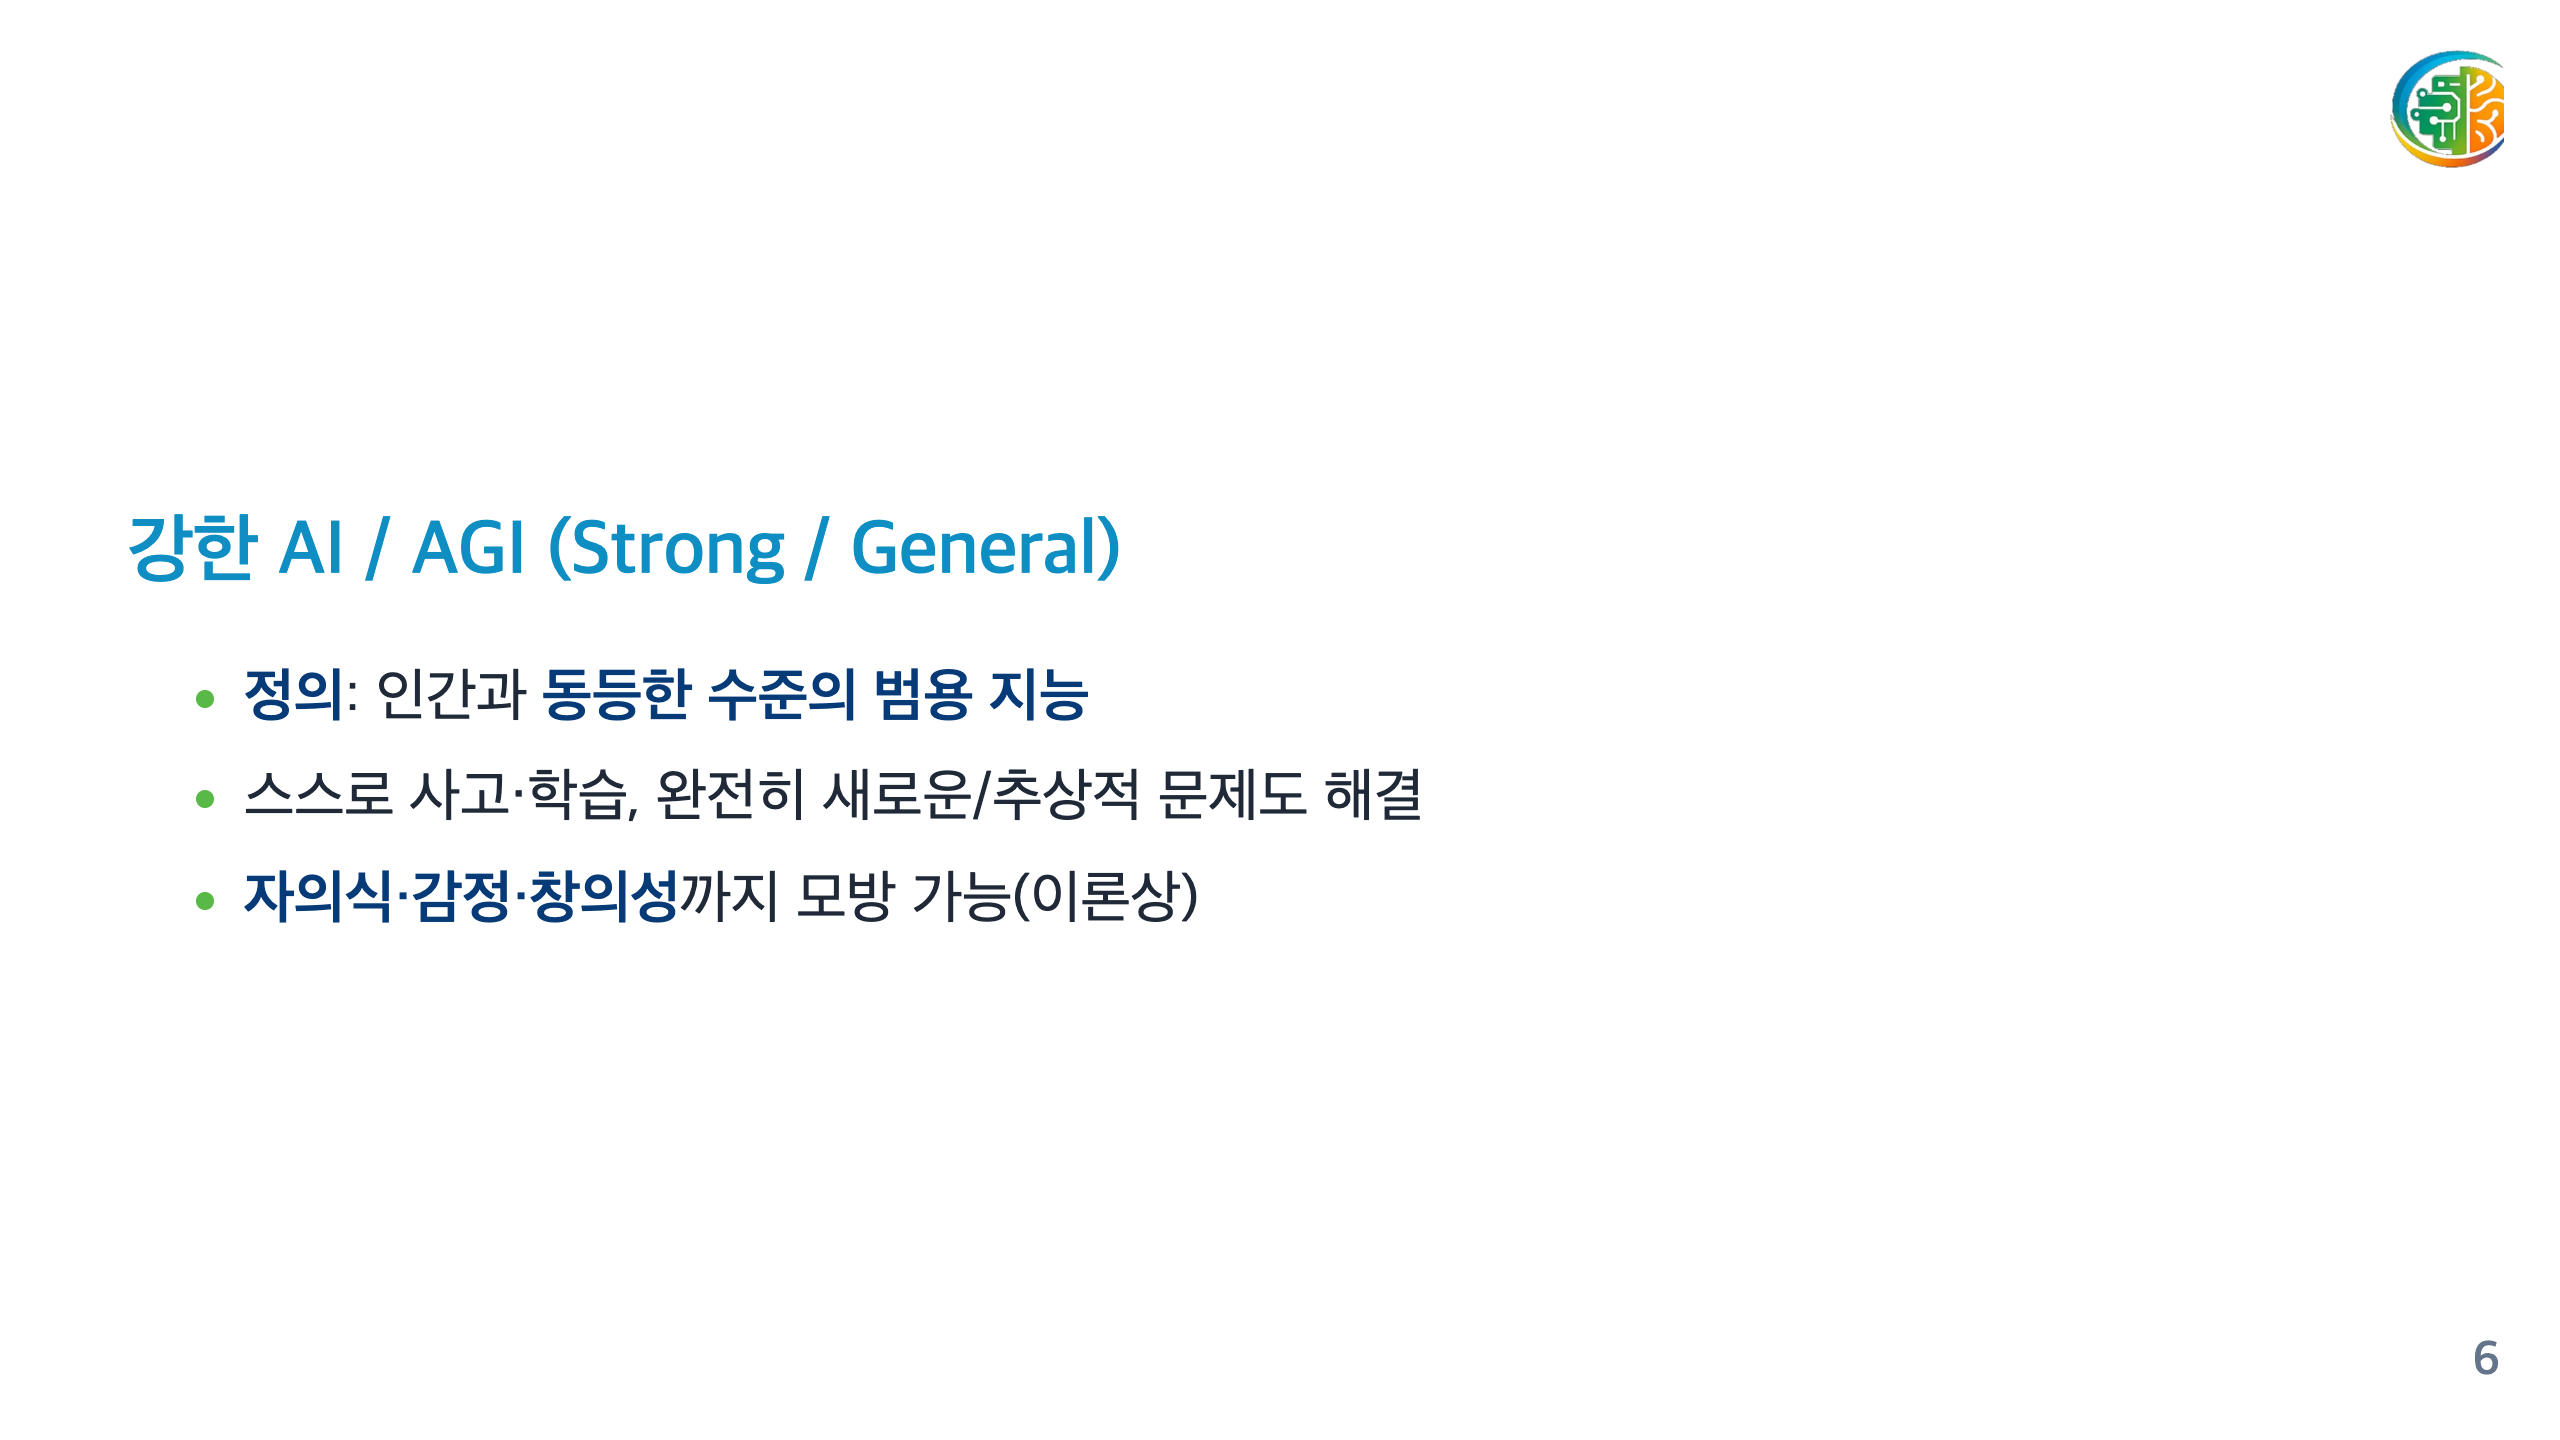 강한 AI / AGI (Strong / General)
• 정의: 인간과 동등한 수준의 범용 지능
• 스스로 사고·학습, 완전히 새로운/추상적 문제도 해결
• 자의식·감정·창의성까지 모방 가능(이론상)
6